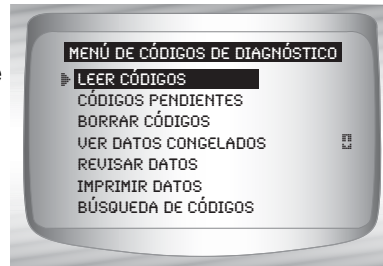 MENÚ DE CÓDIGOS DE DIAGNÓSTICO
LEER CÓDIGOS
CÓDIGOS PENDIENTES
BORRAR CÓDIGOS
VER DATOS CONGELADOS
REVISAR DATOS
IMPRIMIR DATOS
BÚSQUEDA DE CÓDIGOS